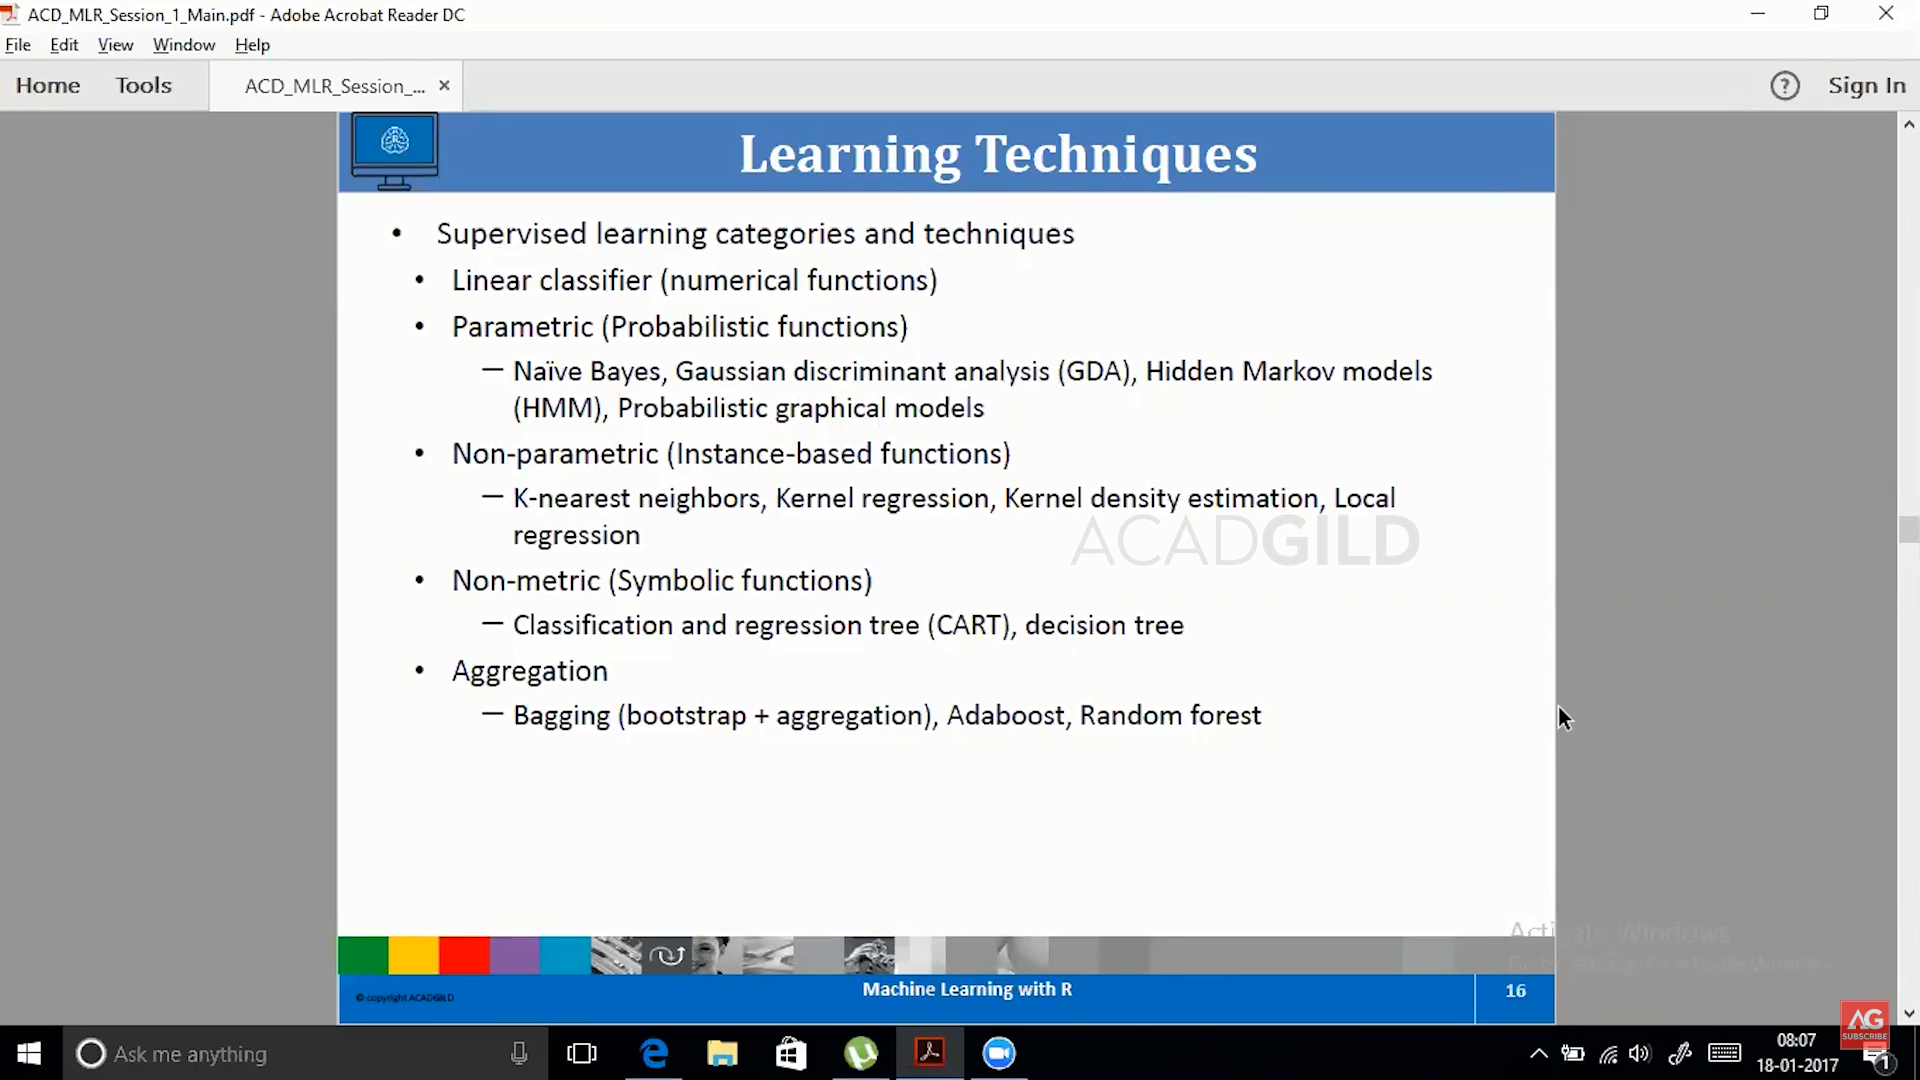 ACD_MLR_Session_1_Main.pdf - Adobe Acrobat Reader DC
File Edit View Window Help
Home Tools ACD_MLR_Session_... × ? Sign In
Learning Techniques
• Supervised learning categories and techniques
• Linear classifier (numerical functions)
• Parametric (Probabilistic functions)
— Naïve Bayes, Gaussian discriminant analysis (GDA), Hidden Markov models
(HMM), Probabilistic graphical models
• Non-parametric (Instance-based functions)
— K-nearest neighbors, Kernel regression, Kernel density estimation, Local
regression
ACADGILD
• Non-metric (Symbolic functions)
— Classification and regression tree (CART), decision tree
• Aggregation
— Bagging (bootstrap + aggregation), Adaboost, Random forest
Activate Windows
© copyright ACADGILD
Machine Learning with R
16
AG
SUBSCRIBE
Ask me anything
08:07
18-01-2017
1